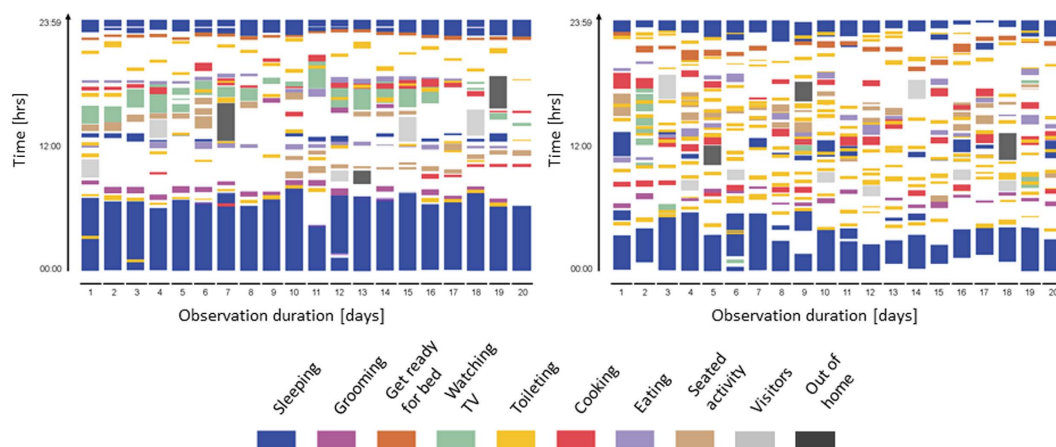 23:59
12:00
00:00
Time [hrs]
1 2 3 4 5 6 7 8 9 10 11 12 13 14 15 16 17 18 19 20
Observation duration [days]
23:59
12:00
00:00
Time [hrs]
1 2 3 4 5 6 7 8 9 10 11 12 13 14 15 16 17 18 19 20
Observation duration [days]
Sleeping
Grooming
Get ready
for bed
Watching
TV
Toileting
Cooking
Eating
Seated
activity
Visitors
Out of
home